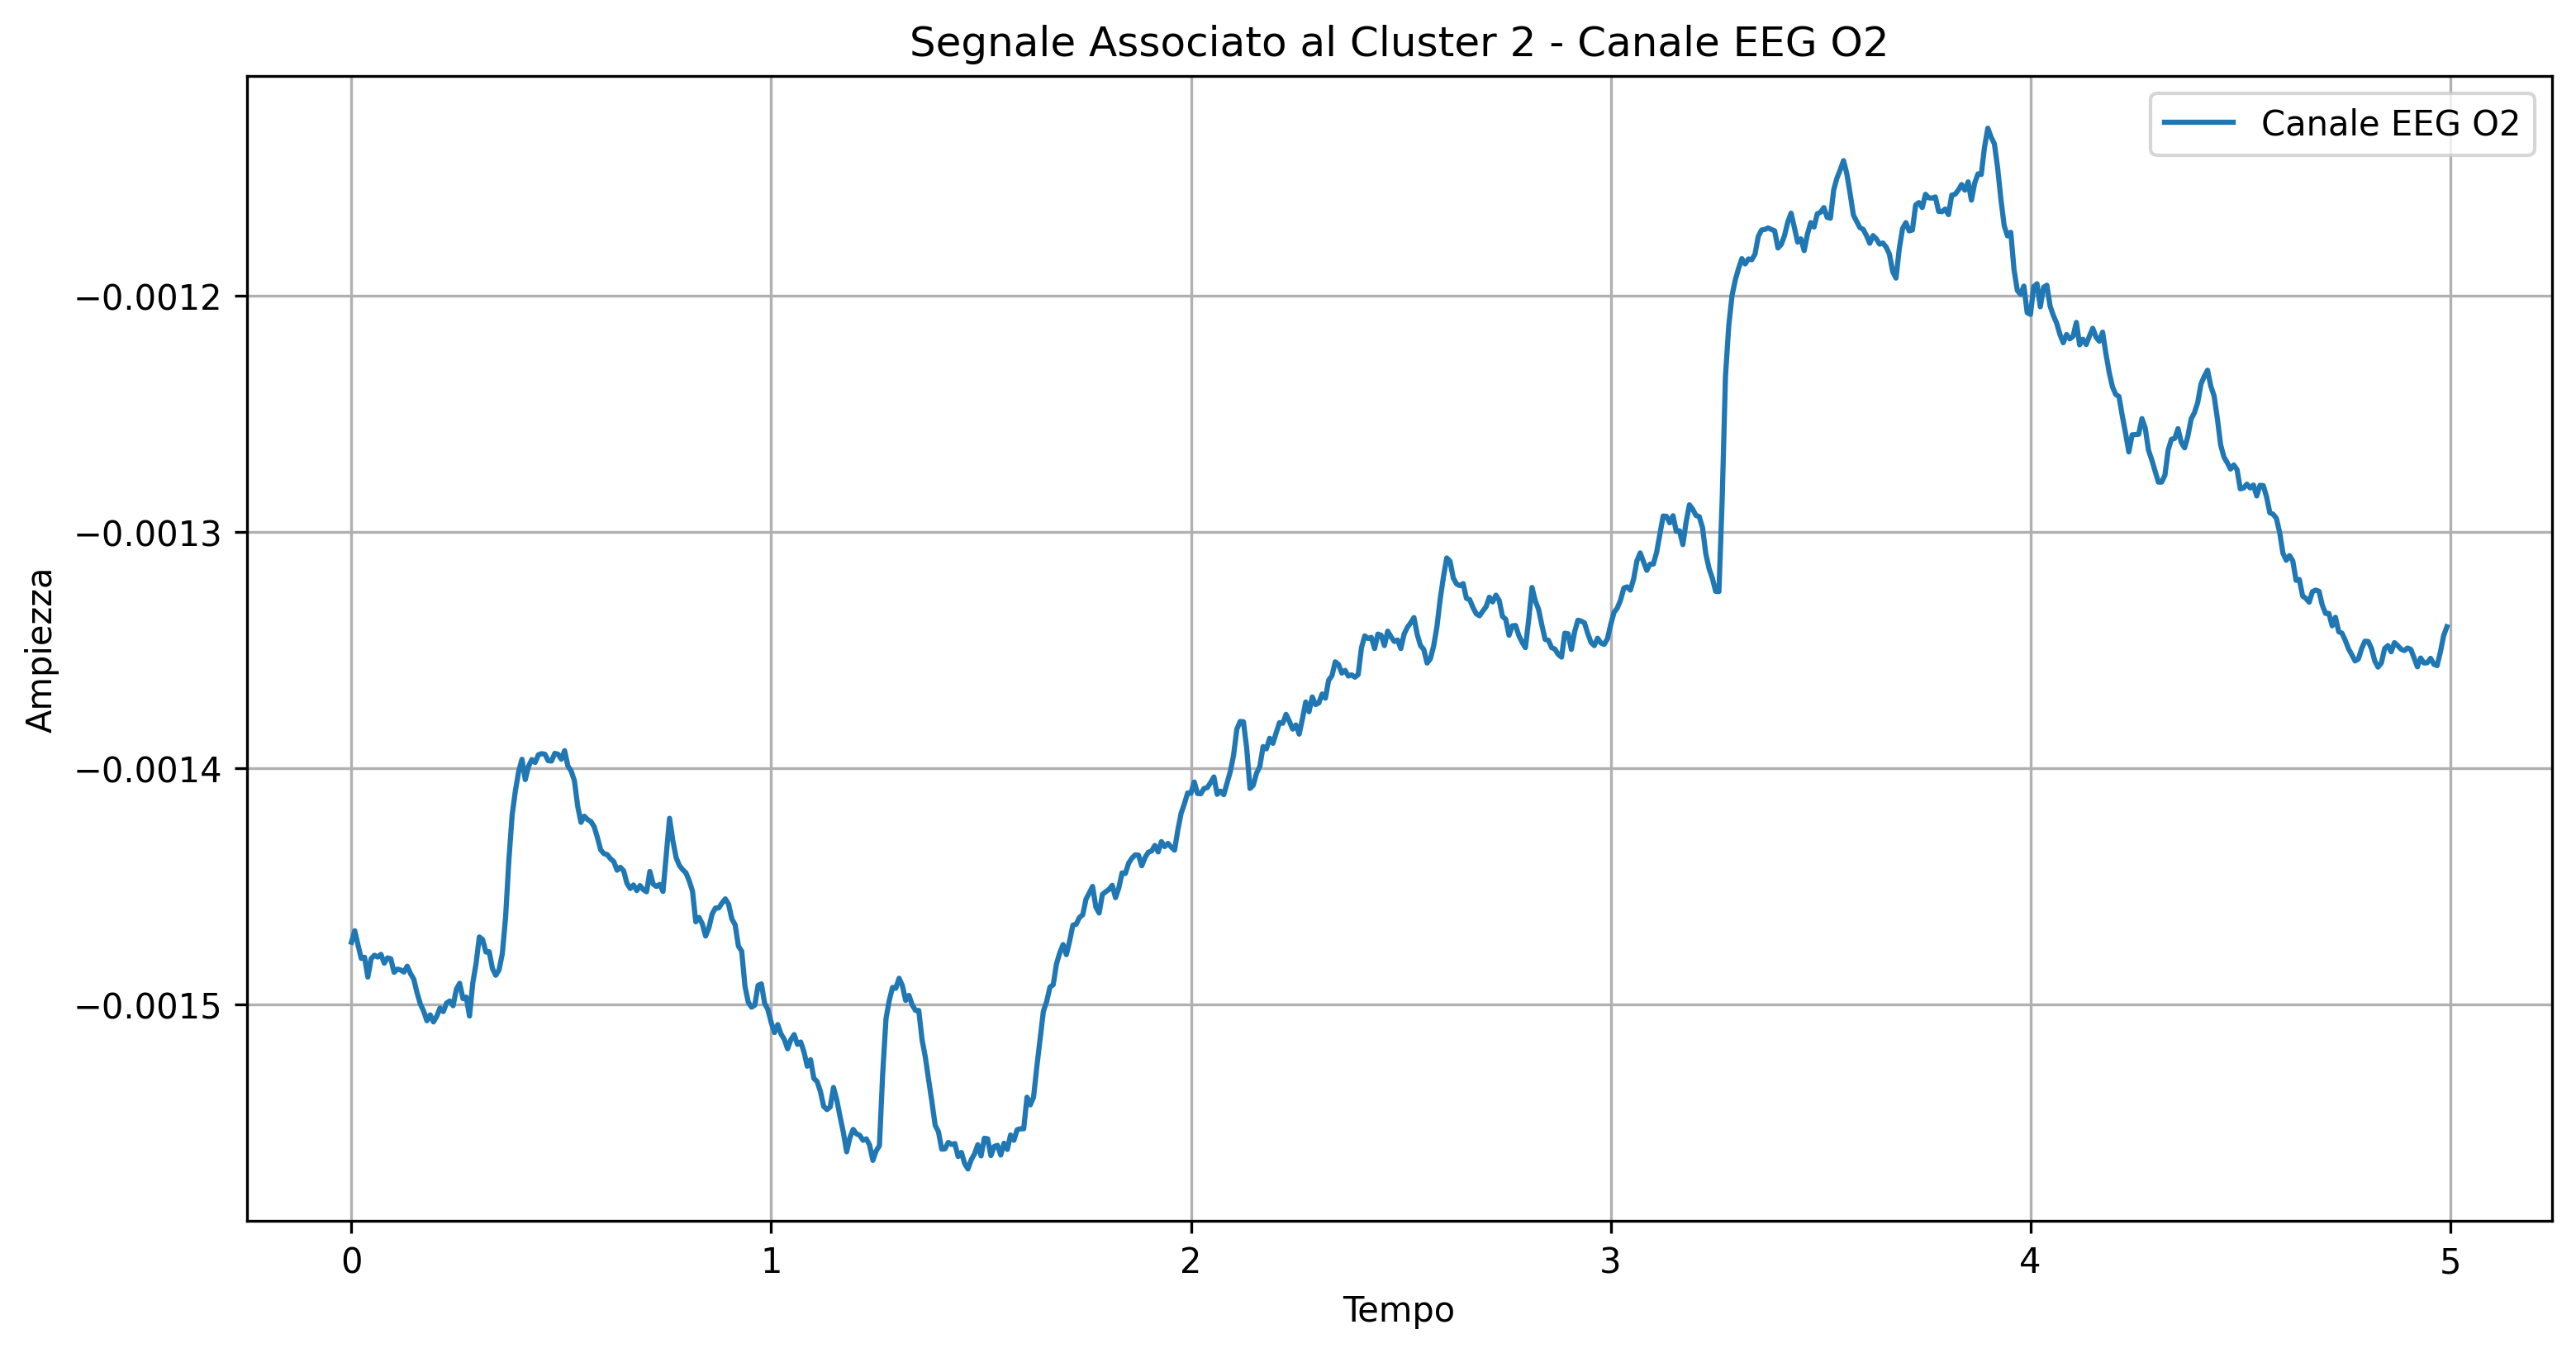 Segnale Associato al Cluster 2 - Canale EEG O2
Canale EEG O2
Ampiezza
−0.0012
−0.0013
−0.0014
−0.0015
0 1 2 3 4 5
Tempo